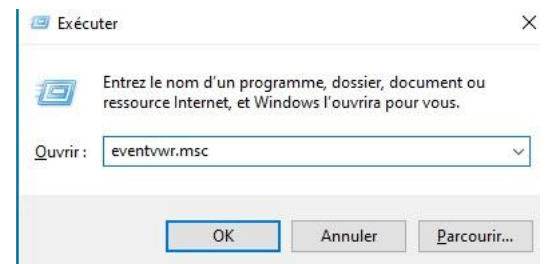 Exécuter
Entrez le nom d'un programme, dossier, document ou
ressource Internet, et Windows l'ouvrira pour vous.
Ouvrir : eventvwr.msc
OK Annuler Parcourir...